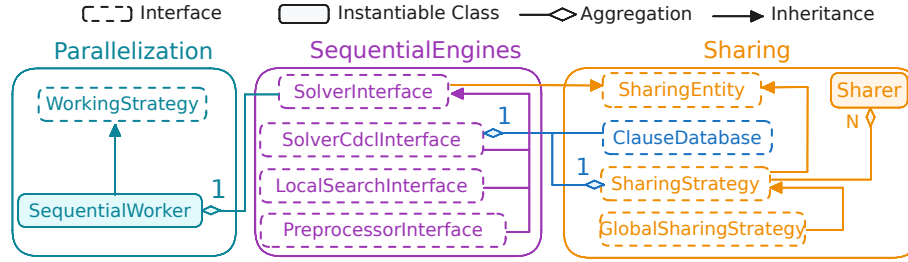 Interface Instantiable Class Aggregation Inheritance
Parallelization SequentialEngines Sharing
WorkingStrategy SolverInterface SharingEntity Sharer
N
1
SolverCdclInterface ClauseDatabase
1
1
SequentialWorker LocalSearchInterface SharingStrategy
PreprocessorInterface GlobalSharingStrategy